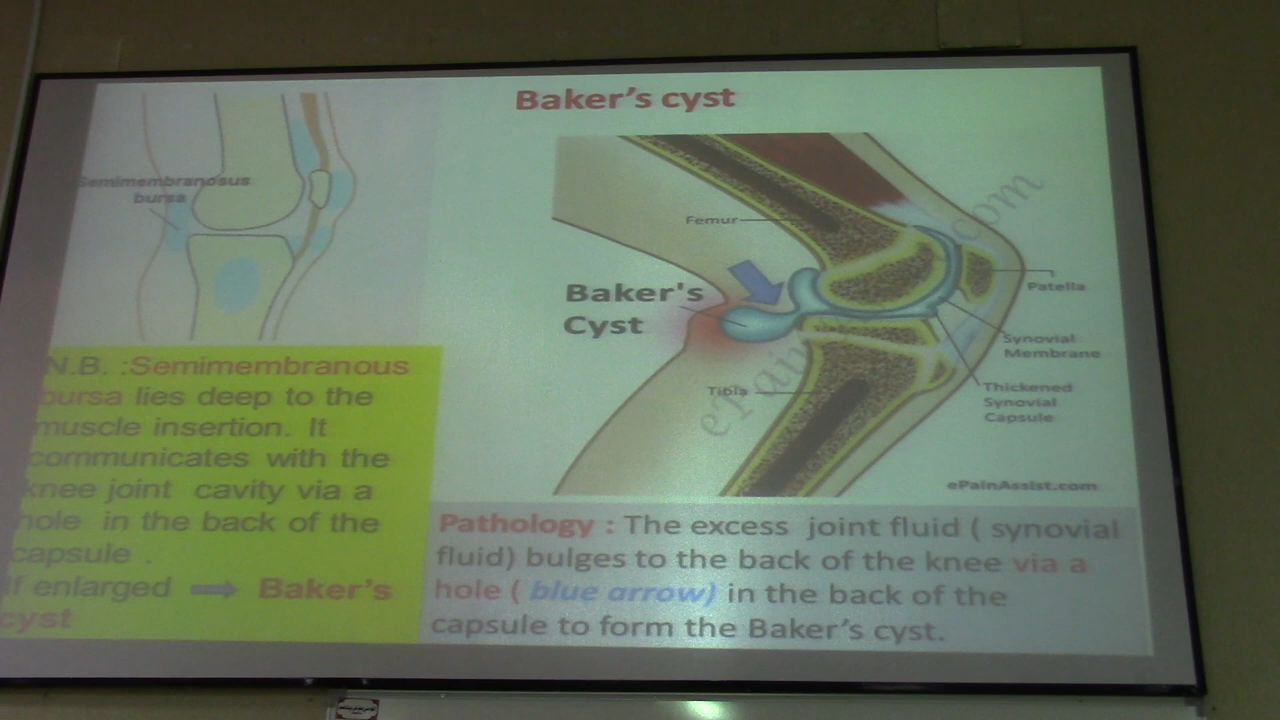 Baker's cyst
Semimembranosus
bursa
N.B. :Semimembranous
bursa lies deep to the
muscle insertion. It
communicates with the
knee joint cavity via a
hole in the back of the
capsule .
If enlarged ➡ Baker's
cyst
Femur
Baker's
Cyst
Tibia
Patella
Synovial
Membrane
Thickened
Synovial
Capsule
.com
ePainAssist.com
Pathology : The excess joint fluid ( synovial
fluid) bulges to the back of the knee via a
hole ( blue arrow) in the back of the
capsule to form the Baker's cyst.